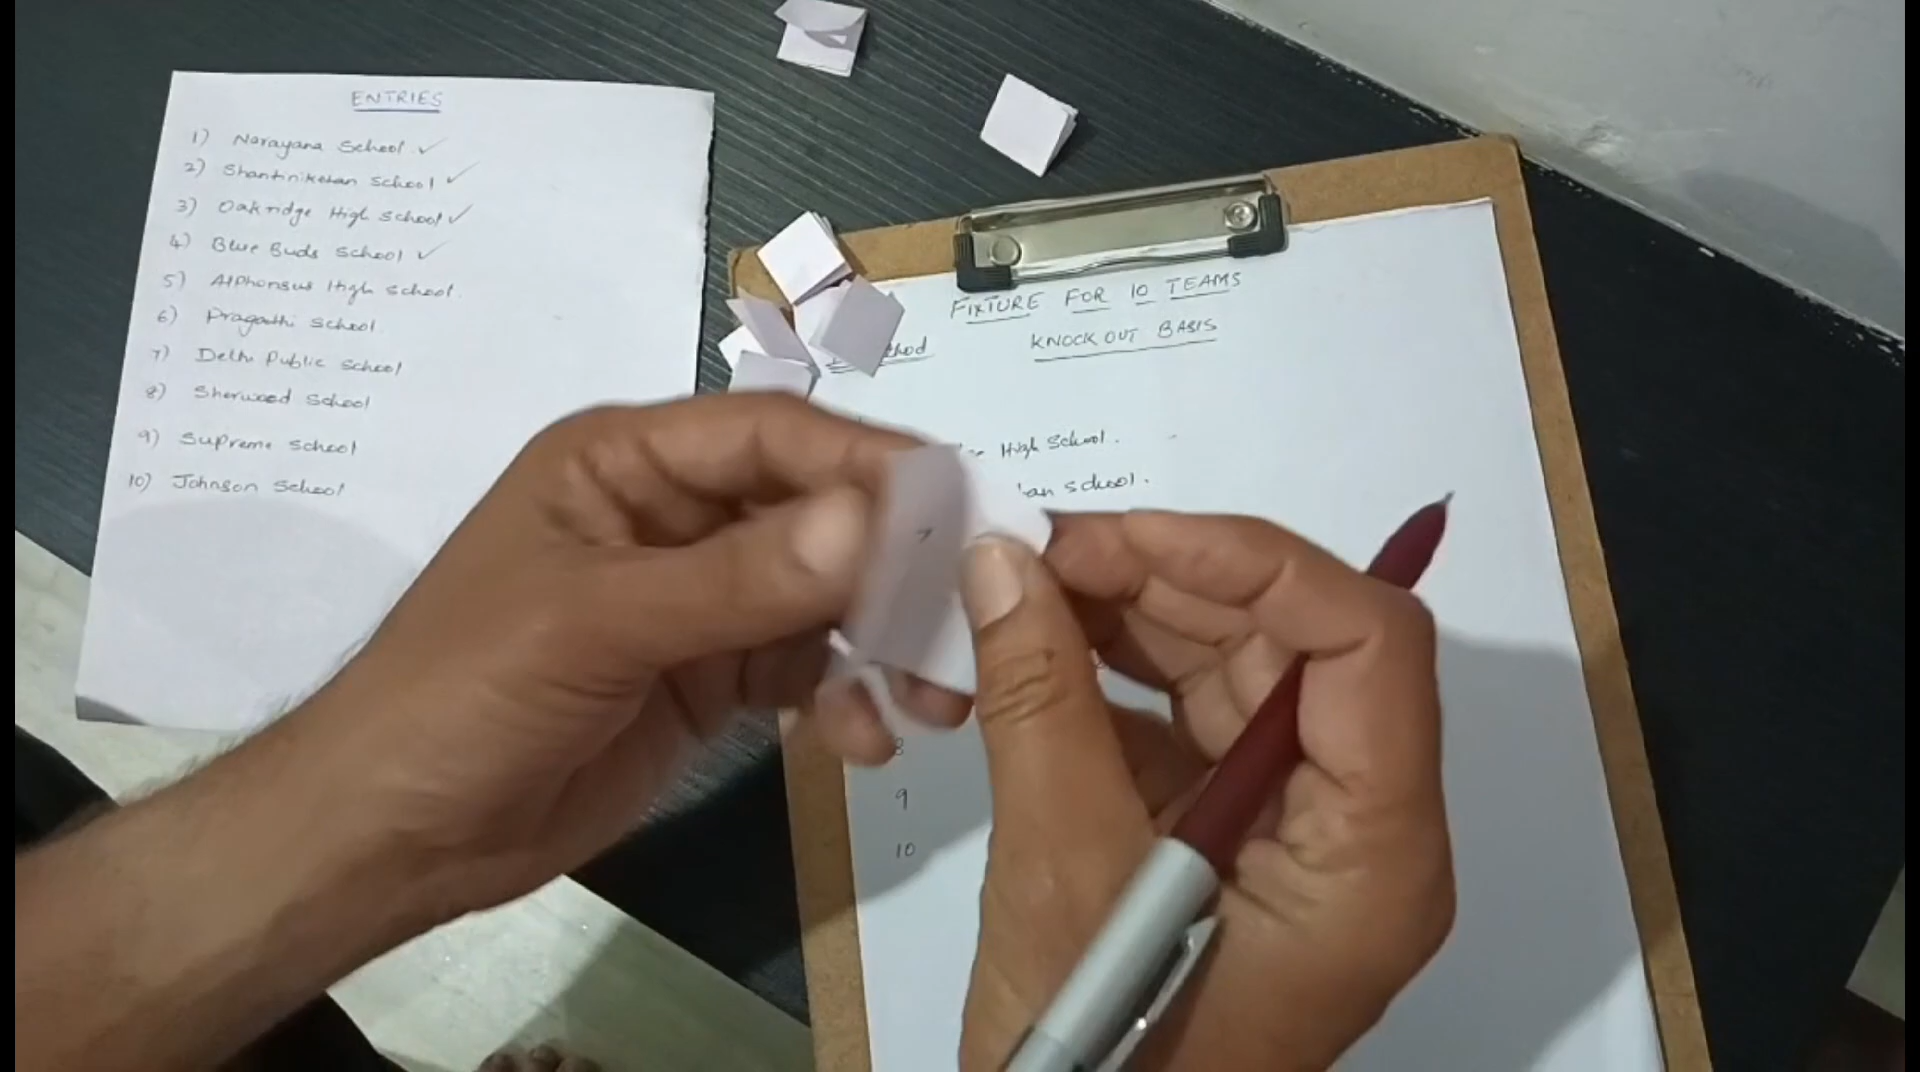 ENTRIES
1) Narayana School ✓
2) Shantiniketan School ✓
3) Oakridge High School ✓
4) Blue Buds School ✓
5) Alphonsus High School.
6) Pragathi School
7) Delhi Public School
8) Sherwood School
9) Supreme School
10) Johnson School
FIXTURE FOR 10 TEAMS
KNOCK OUT BASIS
High School.
School.
8
9
10
7